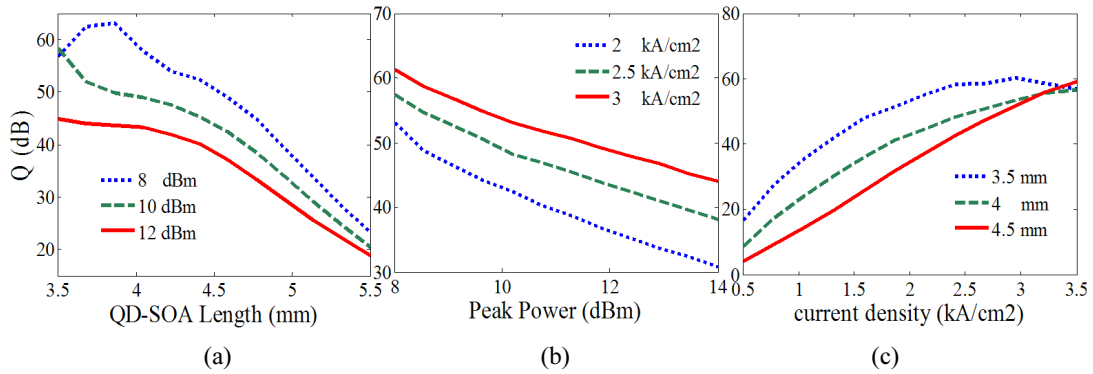 Q (dB)
60
50
40
30
20
8 dBm
10 dBm
12 dBm
3.5 4 4.5 5 5.5
QD-SOA Length (mm)
(a)
70
60
50
40
30
2 kA/cm2
2.5 kA/cm2
3 kA/cm2
8 10 12 14
Peak Power (dBm)
(b)
80
60
40
20
0
3.5 mm
4 mm
4.5 mm
0.5 1 1.5 2 2.5 3 3.5
current density (kA/cm2)
(c)